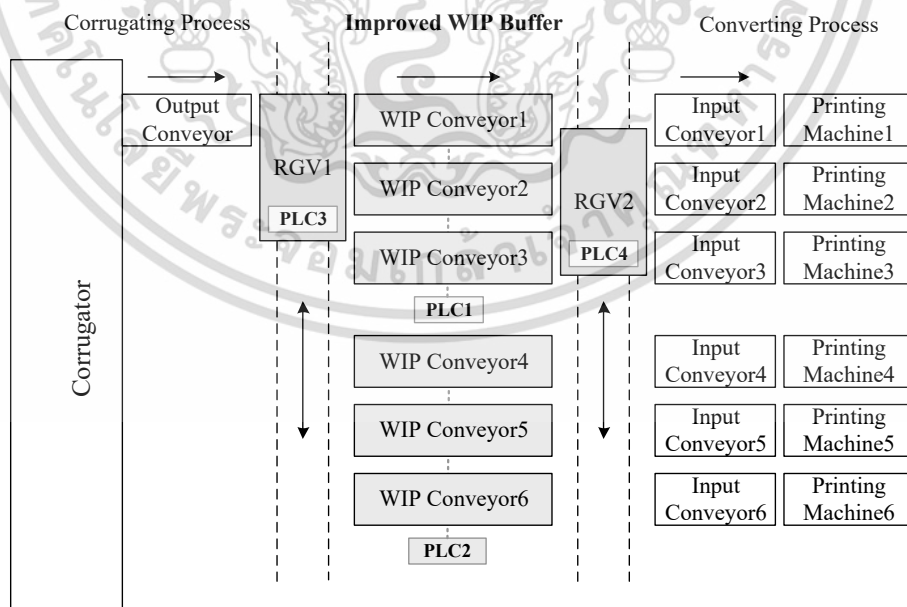 Corrugating Process
Improved WIP Buffer
Converting Process
Corrugator
Output
Conveyor
RGV1
PLC3
WIP Conveyor1
WIP Conveyor2
WIP Conveyor3
PLC1
WIP Conveyor4
WIP Conveyor5
WIP Conveyor6
PLC2
RGV2
PLC4
Input
Conveyor1
Printing
Machine1
Input
Conveyor2
Printing
Machine2
Input
Conveyor3
Printing
Machine3
Input
Conveyor4
Printing
Machine4
Input
Conveyor5
Printing
Machine5
Input
Conveyor6
Printing
Machine6